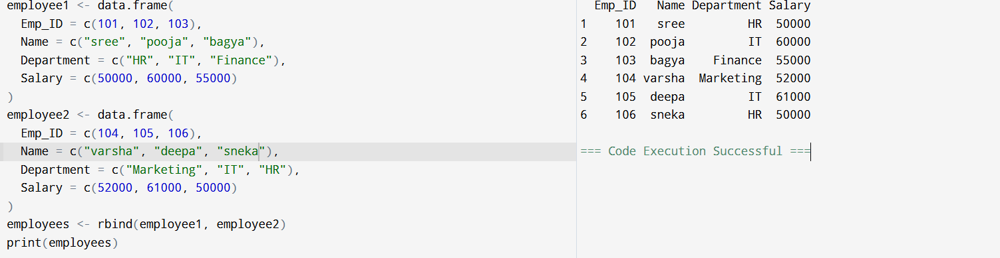 employee1 <- data.frame(
  Emp_ID = c(101, 102, 103),
  Name = c("sree", "pooja", "bagya"),
  Department = c("HR", "IT", "Finance"),
  Salary = c(50000, 60000, 55000)
)
employee2 <- data.frame(
  Emp_ID = c(104, 105, 106),
  Name = c("varsha", "deepa", "sneka"),
  Department = c("Marketing", "IT", "HR"),
  Salary = c(52000, 61000, 50000)
)
employees <- rbind(employee1, employee2)
print(employees)
  Emp_ID   Name Department Salary
1    101   sree         HR  50000
2    102  pooja         IT  60000
3    103  bagya    Finance  55000
4    104 varsha  Marketing  52000
5    105  deepa         IT  61000
6    106  sneka         HR  50000
=== Code Execution Successful ===